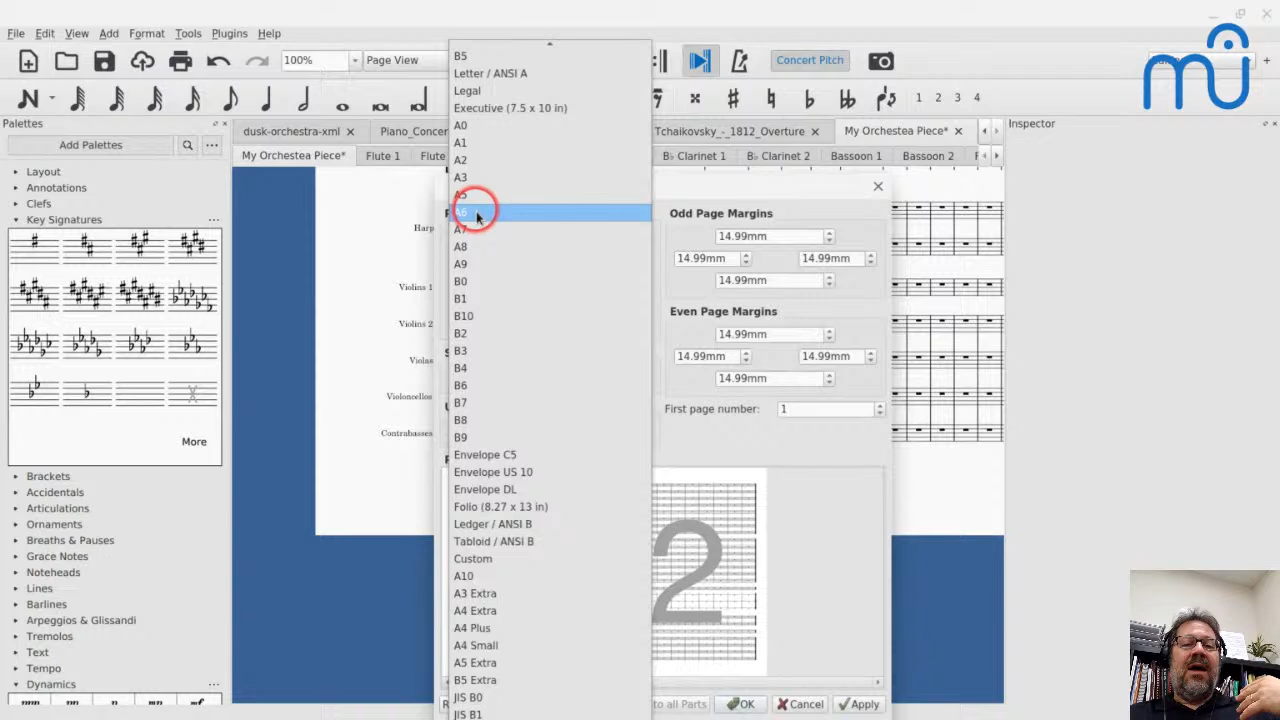 File Edit View Add Format Tools Plugins Help
100% Page View Concert Pitch
1 2 3 4
Palettes
Inspector
dusk-orchestra-xml Tchaikovsky_-_1812_Overture My Orchestea Piece*
My Orchestea Piece* Flute 1 Flute B♭ Clarinet 1 B♭ Clarinet 2 Bassoon 1 Bassoon 2
Add Palettes
Layout
Annotations
Clefs
Key Signatures
More
Brackets
Accidentals
Articulations
Ornaments
Breaths & Pauses
Grace Notes
Noteheads
Lines
Barlines
Arpeggios & Glissandi
Tremolos
Text
Tempo
Dynamics
Harp
Violins 1
Violins 2
Violas
Violoncellos
Contrabasses
B5
Letter / ANSI A
Legal
Executive (7.5 x 10 in)
A0
A1
A2
A3
A5
A6
A7
A8
A9
B0
B1
B10
B2
B3
B4
B6
B7
B8
B9
Envelope C5
Envelope US 10
Envelope DL
Folio (8.27 x 13 in)
Ledger / ANSI B
Tabloid / ANSI B
Custom
A10
A3 Extra
A4 Extra
A4 Plus
A4 Small
A5 Extra
B5 Extra
JIS B0
JIS B1
Odd Page Margins
14.99mm
14.99mm 14.99mm
14.99mm
Even Page Margins
14.99mm
14.99mm 14.99mm
14.99mm
First page number: 1
2
to all Parts OK Cancel Apply